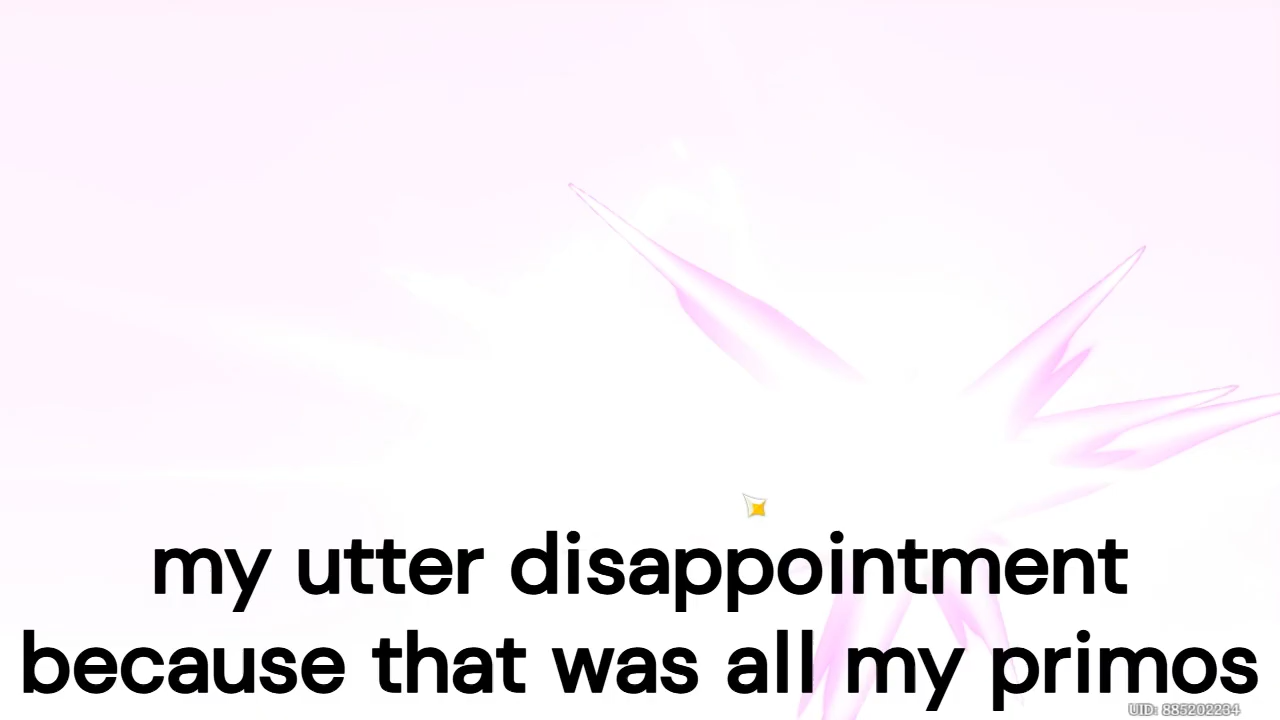 my utter disappointment
because that was all my primos
UID: 885202234